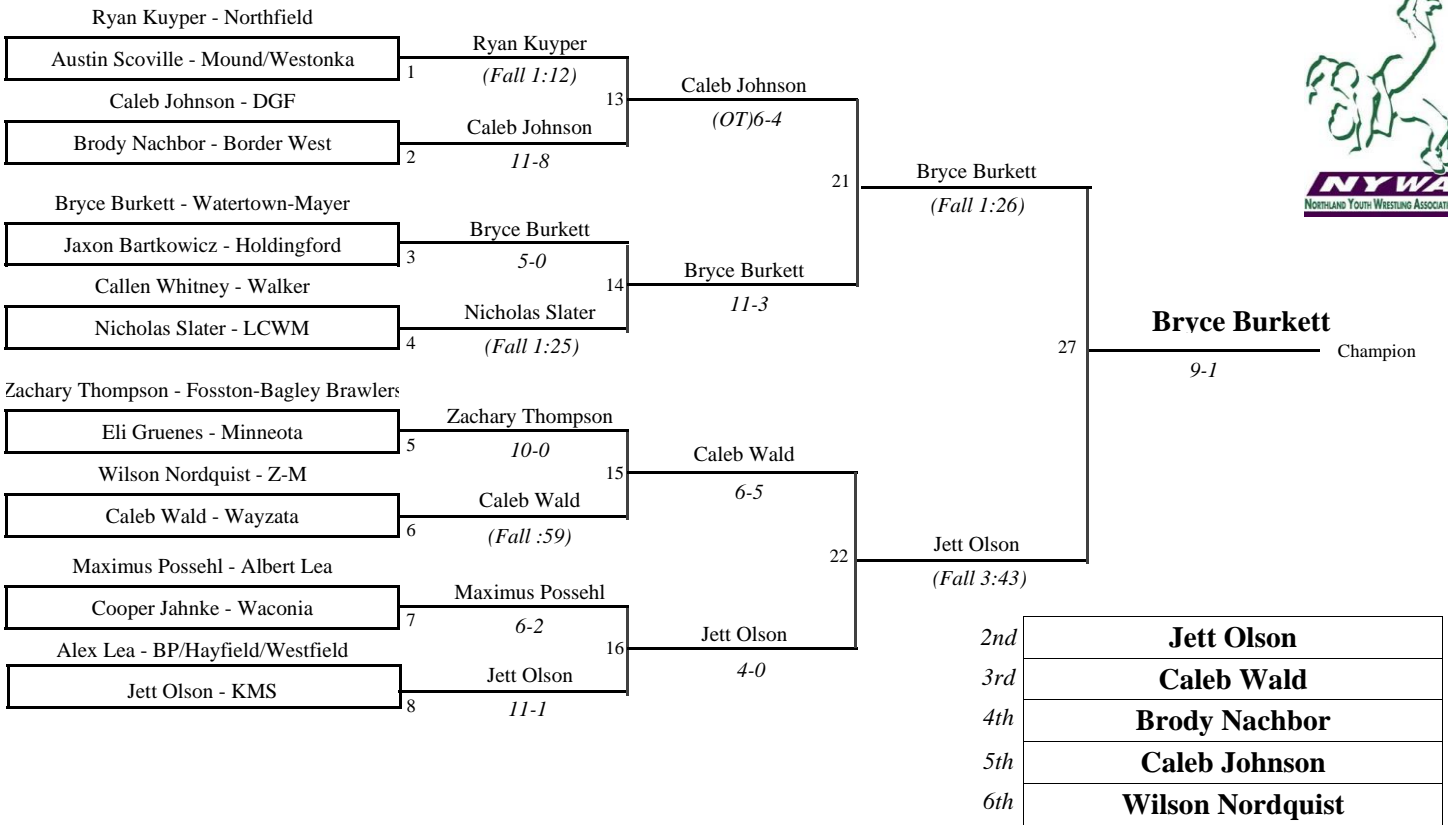 Ryan Kuyper - Northfield
Austin Scoville - Mound/Westonka
1
Caleb Johnson - DGF
Brody Nachbor - Border West
2
Bryce Burkett - Watertown-Mayer
Jaxon Bartkowicz - Holdingford
3
Callen Whitney - Walker
Nicholas Slater - LCWM
4
Zachary Thompson - Fosston-Bagley Brawlers
Eli Gruenes - Minneota
5
Wilson Nordquist - Z-M
Caleb Wald - Wayzata
6
Maximus Possehl - Albert Lea
Cooper Jahnke - Waconia
7
Alex Lea - BP/Hayfield/Westfield
Jett Olson - KMS
8
Ryan Kuyper
(Fall 1:12)
13
Caleb Johnson
11-8
Bryce Burkett
5-0
14
Nicholas Slater
(Fall 1:25)
Zachary Thompson
10-0
15
Caleb Wald
(Fall :59)
Maximus Possehl
6-2
16
Jett Olson
11-1
Caleb Johnson
(OT)6-4
21
Bryce Burkett
11-3
Caleb Wald
6-5
22
Jett Olson
4-0
Bryce Burkett
(Fall 1:26)
27
Jett Olson
(Fall 3:43)
Bryce Burkett
Champion
9-1
NYWA
NORTHLAND YOUTH WRESTLING
2nd Jett Olson
3rd Caleb Wald
4th Brody Nachbor
5th Caleb Johnson
6th Wilson Nordquist